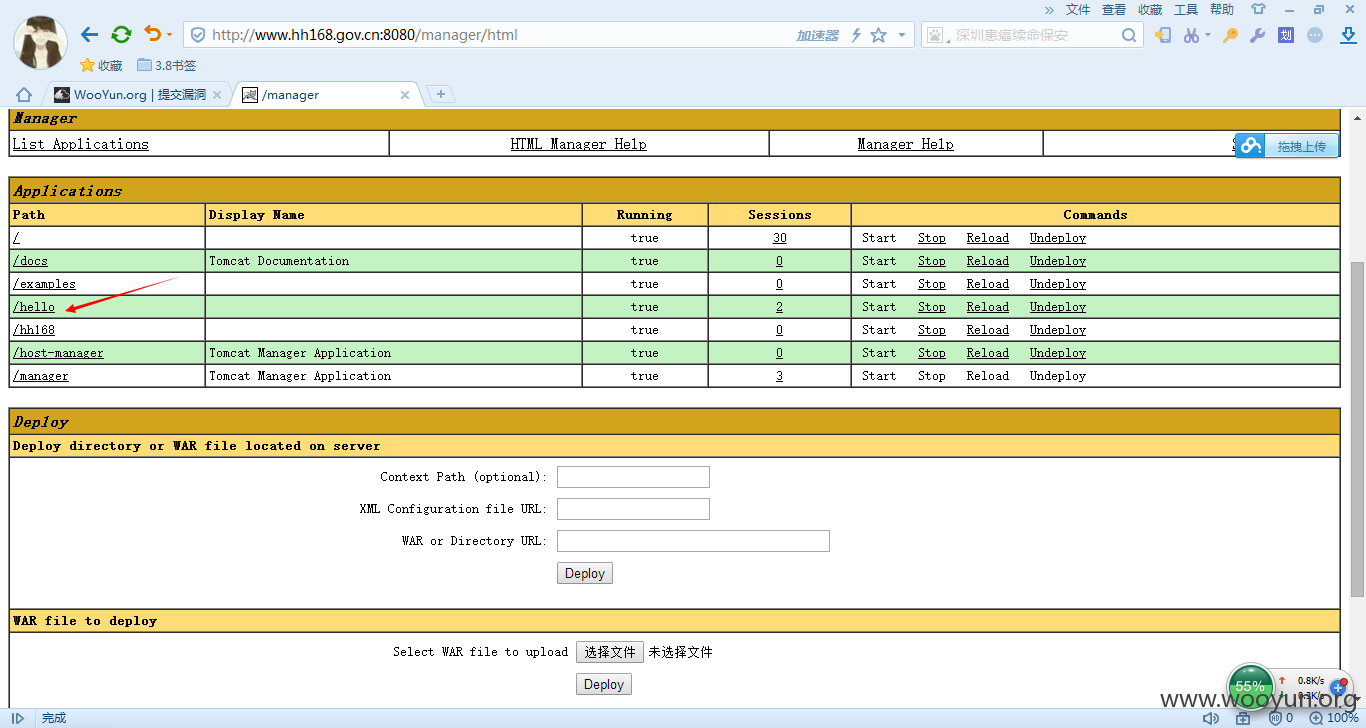 » 文件 查看 收藏 工具 帮助
http://www.hh168.gov.cn:8080/manager/html 加速器 深圳患癌续命保安 划
收藏 3.8书签
WooYun.org | 提交漏洞 /manager
Manager
List Applications HTML Manager Help Manager Help 拖拽上传
Applications
Path Display Name Running Sessions Commands
/ true 30 Start Stop Reload Undeploy
/docs Tomcat Documentation true 0 Start Stop Reload Undeploy
/examples true 0 Start Stop Reload Undeploy
/hello true 2 Start Stop Reload Undeploy
/hh168 true 0 Start Stop Reload Undeploy
/host-manager Tomcat Manager Application true 0 Start Stop Reload Undeploy
/manager Tomcat Manager Application true 3 Start Stop Reload Undeploy
Deploy
Deploy directory or WAR file located on server
Context Path (optional):
XML Configuration file URL:
WAR or Directory URL:
Deploy
WAR file to deploy
Select WAR file to upload 选择文件 未选择文件
Deploy
55% 0.8K/s
www.wooyun.org
完成 0 100%